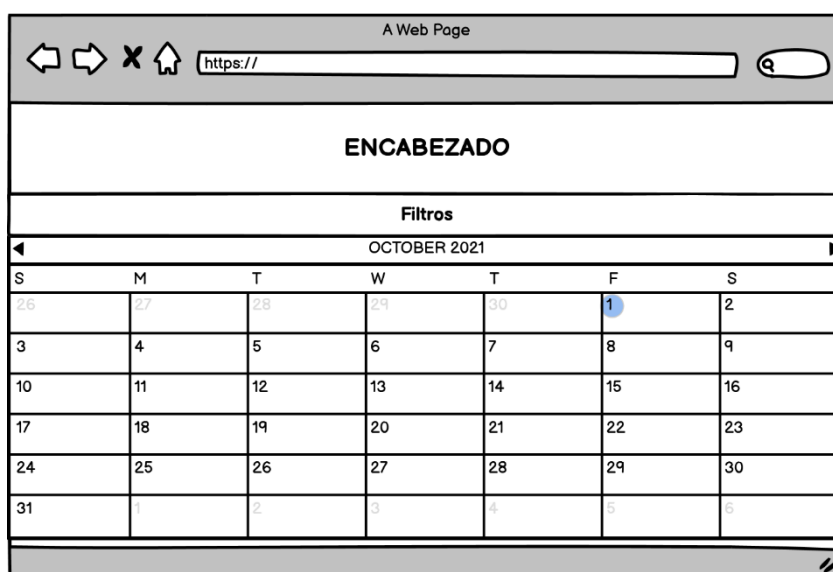 A Web Page
https://
ENCABEZADO
Filtros
OCTOBER 2021
S M T W T F S
26 27 28 29 30 1 2
3 4 5 6 7 8 9
10 11 12 13 14 15 16
17 18 19 20 21 22 23
24 25 26 27 28 29 30
31 1 2 3 4 5 6